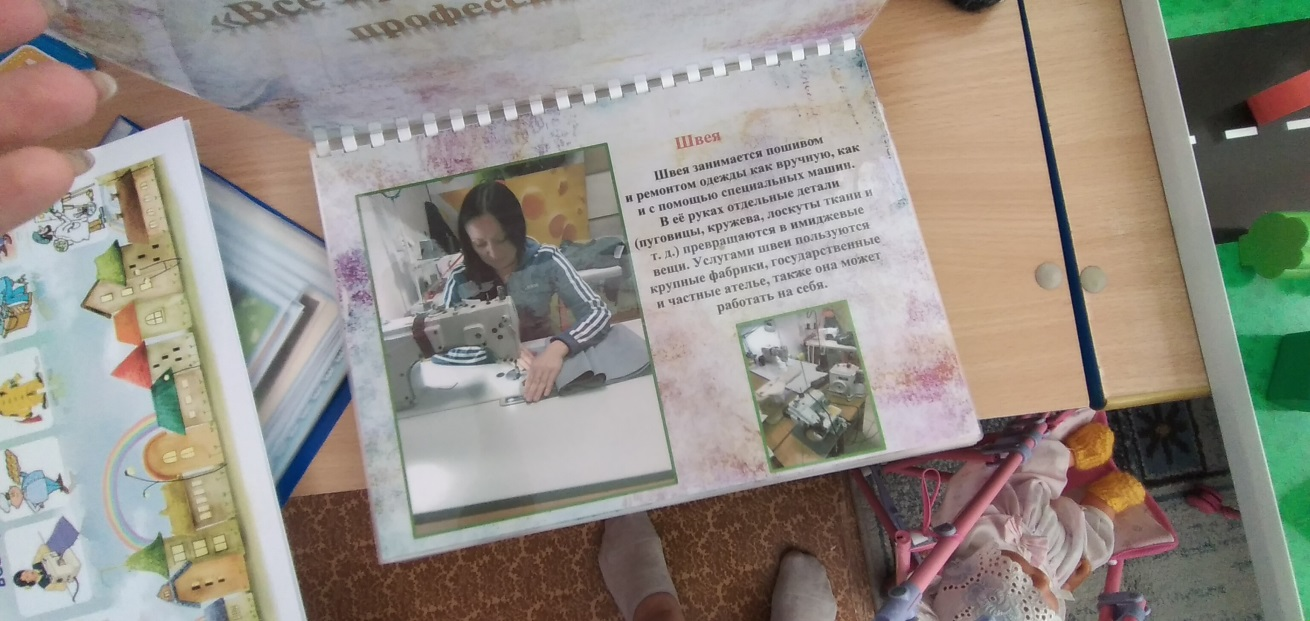 «Все
професс
Швея
Швея занимается пошивом
и ремонтом одежды как вручную, как
и с помощью специальных машин.
В её руках отдельные детали
(пуговицы, кружева, лоскуты ткани и
т. д.) превращаются в имиджевые
вещи. Услугами швеи пользуются
крупные фабрики, государственные
и частные ателье, также она может
работать на себя.